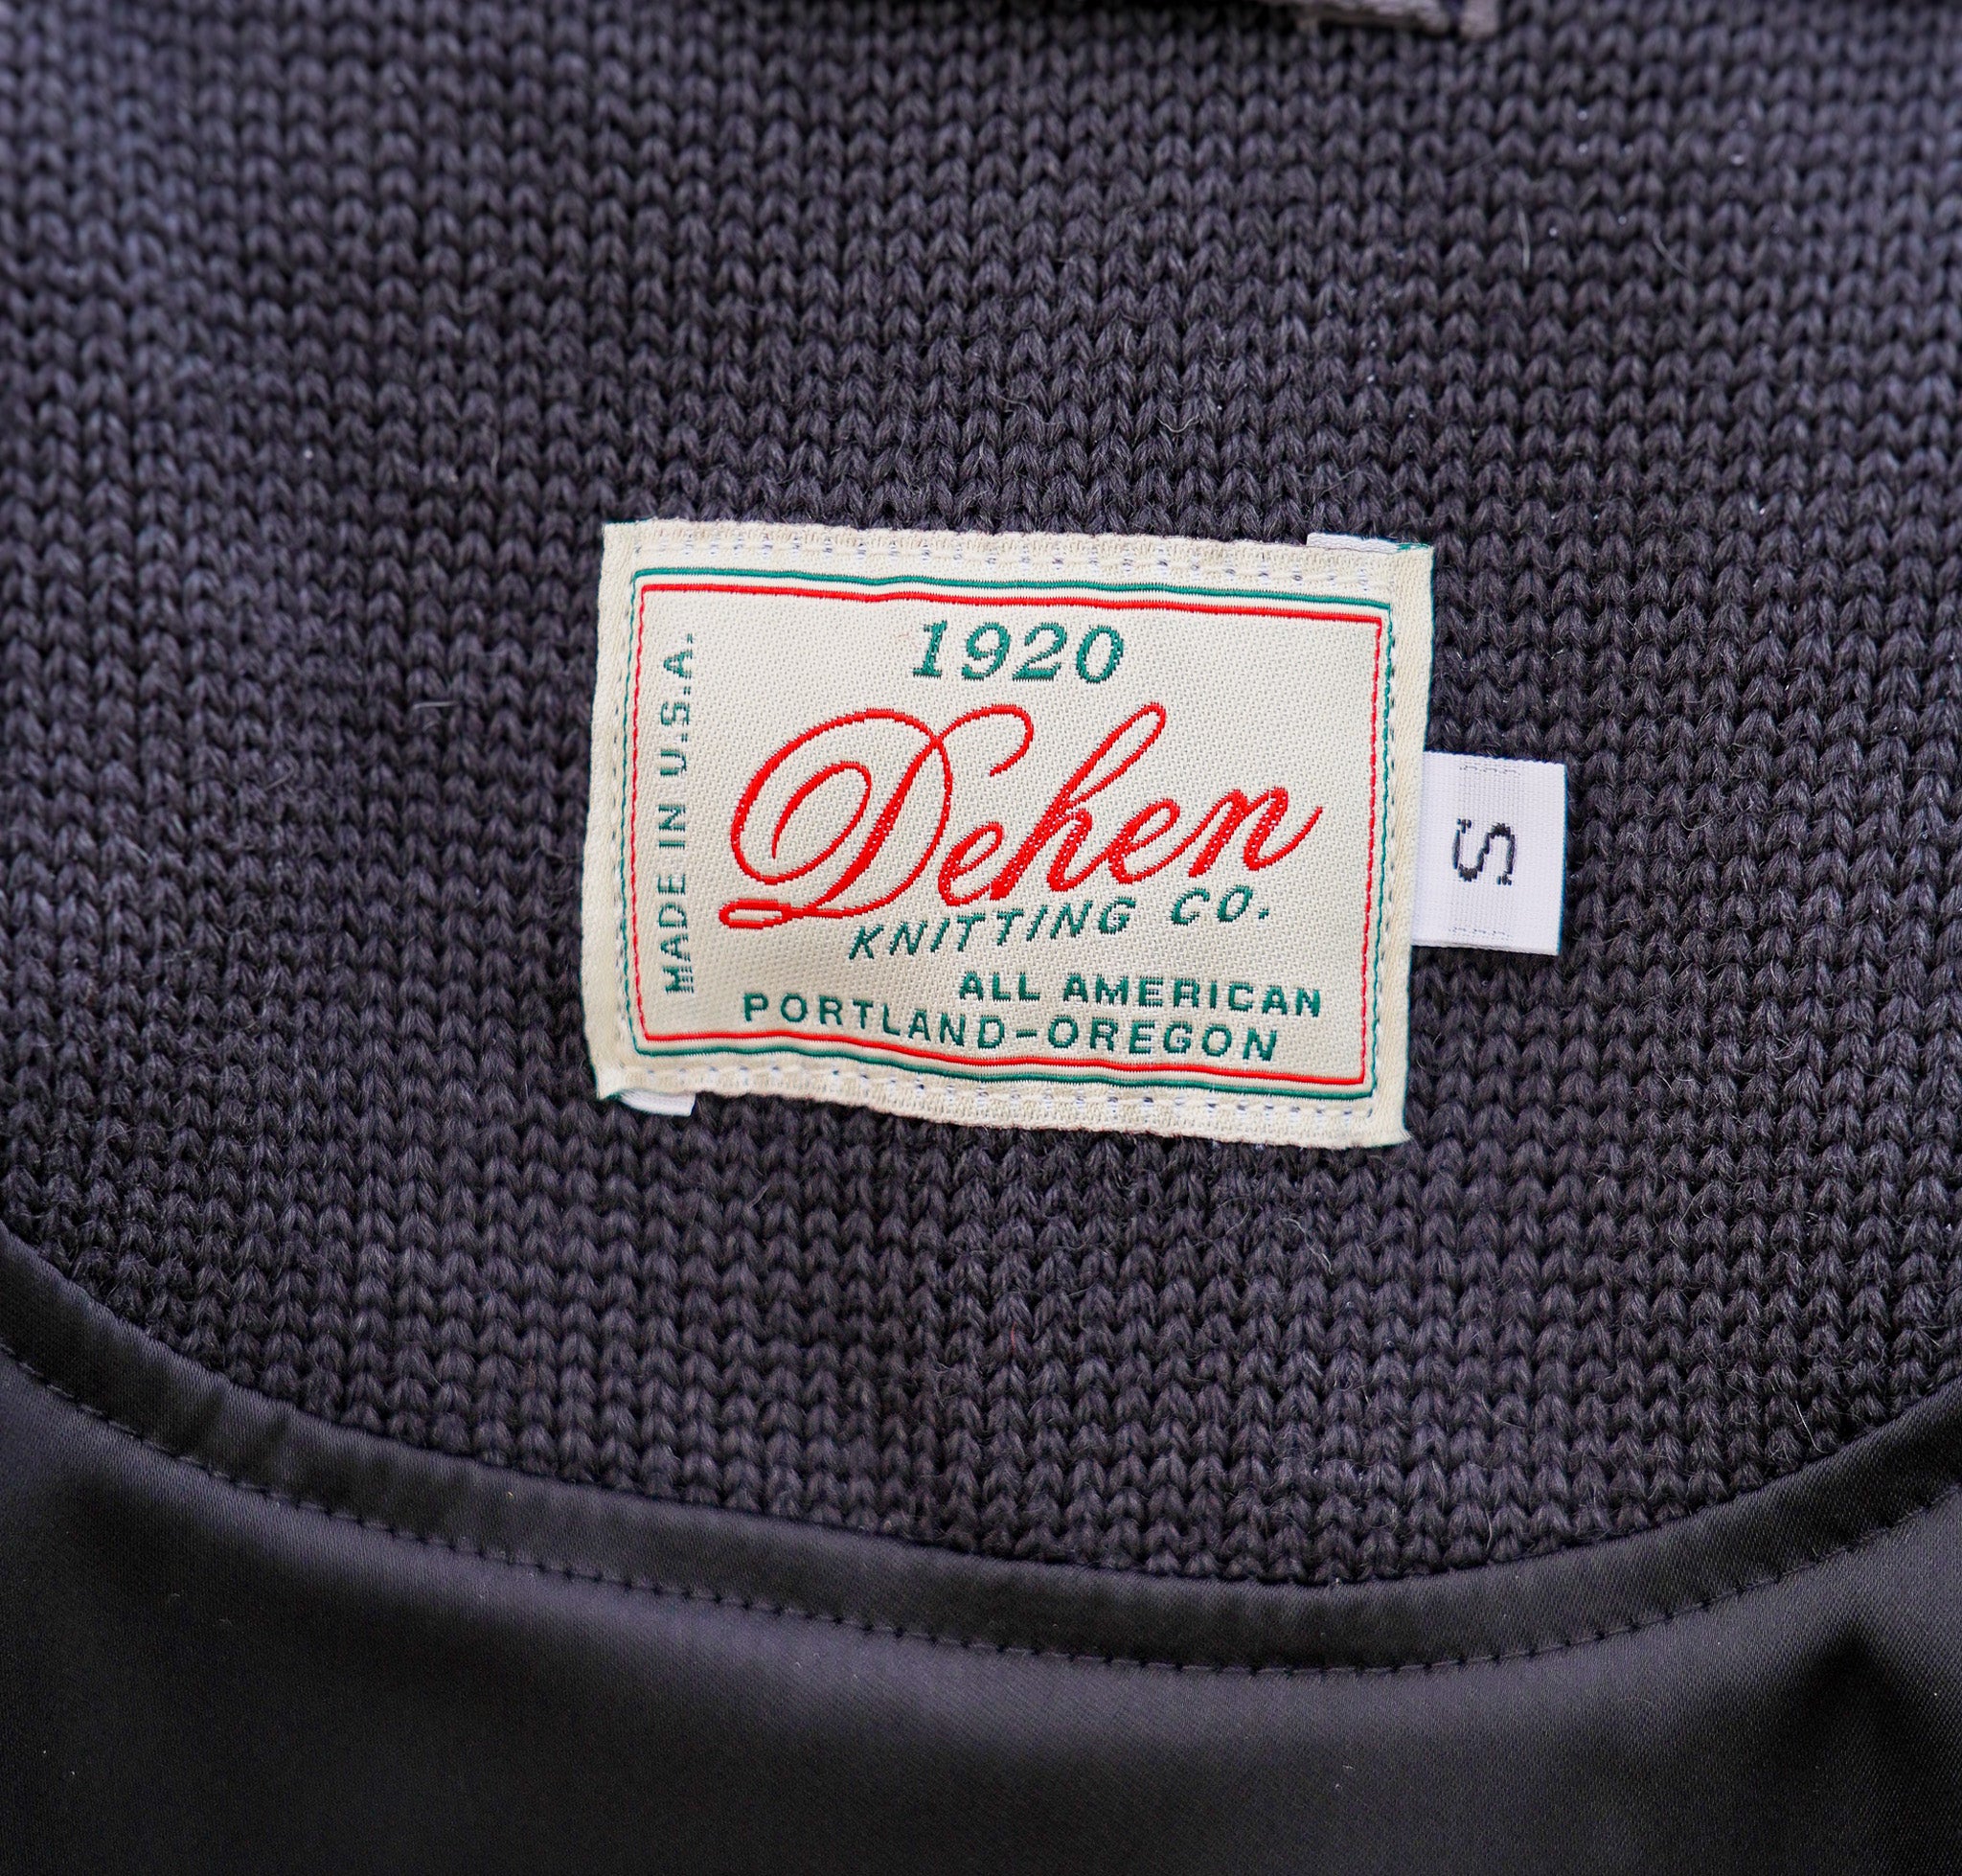 1920
Dehen
KNITTING CO.
ALL AMERICAN
PORTLAND-OREGON
MADE IN U.S.A.
S